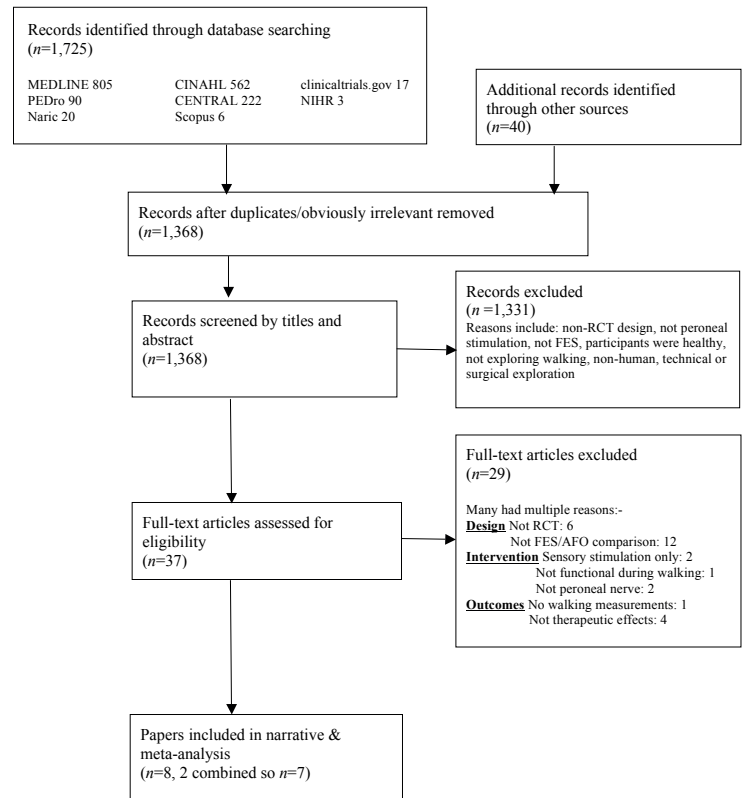 Records identified through database searching
(n=1,725)
MEDLINE 805 CINAHL 562 clinicaltrials.gov 17
PEDro 90 CENTRAL 222 NIHR 3
Naric 20 Scopus 6
Additional records identified
through other sources
(n=40)
Records after duplicates/obviously irrelevant removed
(n=1,368)
Records screened by titles and
abstract
(n=1,368)
Records excluded
(n =1,331)
Reasons include: non-RCT design, not peroneal
stimulation, not FES, participants were healthy,
not exploring walking, non-human, technical or
surgical exploration
Full-text articles assessed for
eligibility
(n=37)
Full-text articles excluded
(n=29)
Many had multiple reasons:-
Design Not RCT: 6
Not FES/AFO comparison: 12
Intervention Sensory stimulation only: 2
Not functional during walking: 1
Not peroneal nerve: 2
Outcomes No walking measurements: 1
Not therapeutic effects: 4
Papers included in narrative &
meta-analysis
(n=8, 2 combined so n=7)